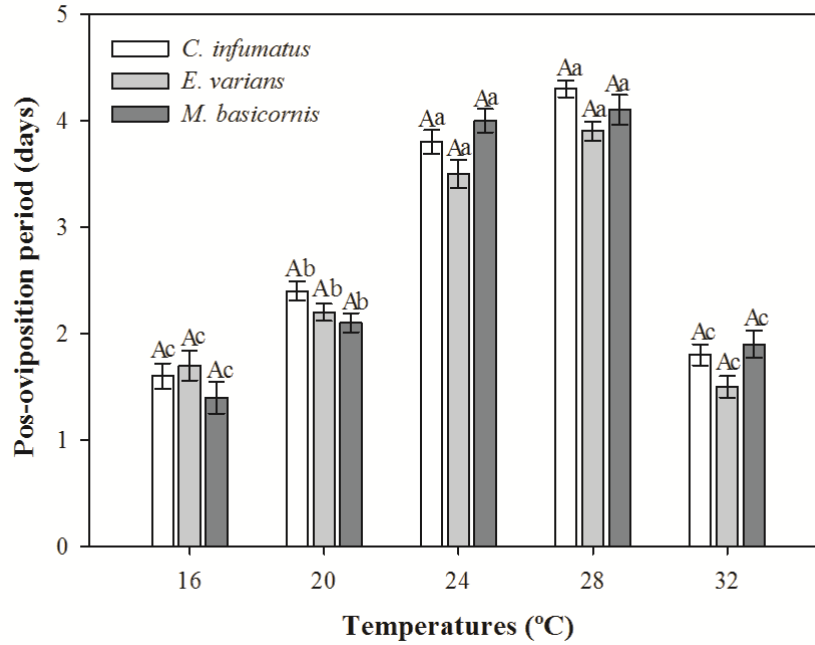 5
4
3
2
1
0
Pos-oviposition period (days)
C. infumatus
E. varians
M. basicornis
Ac Ac Ac
Ab Ab Ab
Aa Aa Aa
Aa Aa Aa
Ac Ac Ac
16 20 24 28 32
Temperatures (ºC)